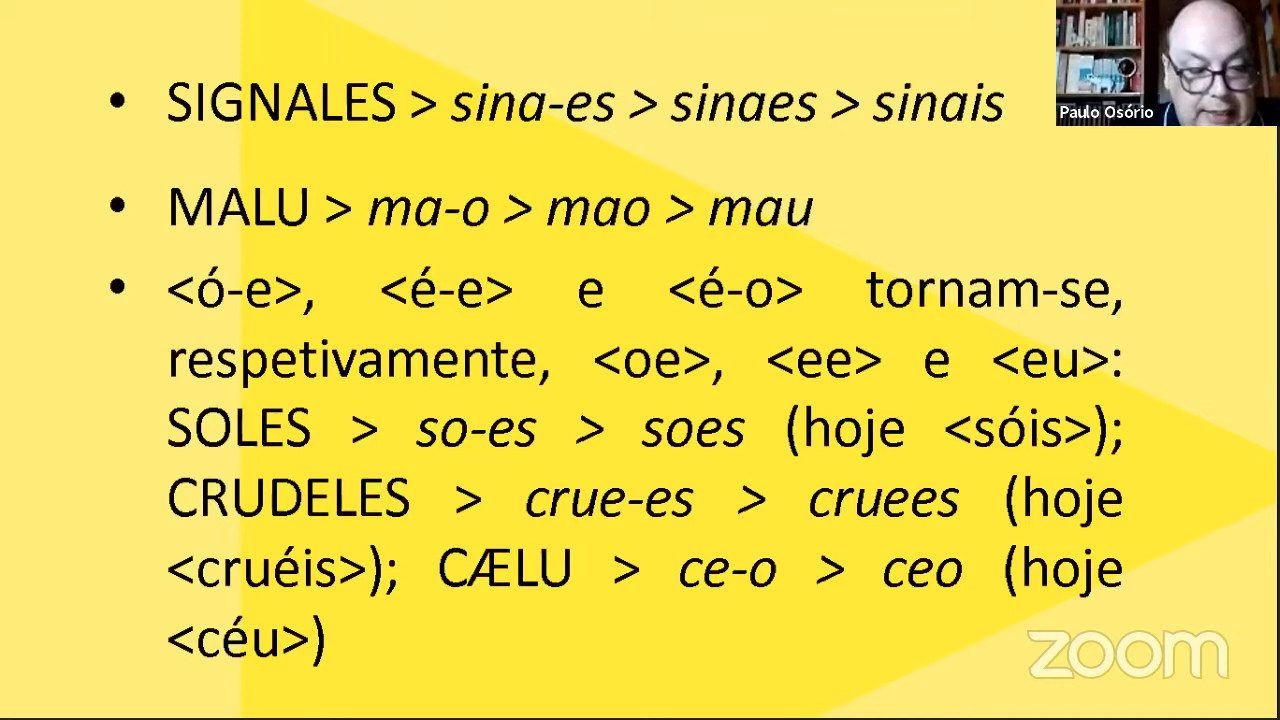 • SIGNALES > sina-es > sinaes > sinais
Paulo Osório
• MALU > ma-o > mao > mau
• <ó-e>, <é-e> e <é-o> tornam-se,
respetivamente, <oe>, <ee> e <eu>:
SOLES > so-es > soes (hoje <sóis>);
CRUDELES > crue-es > cruees (hoje
<cruéis>); CÆLU > ce-o > ceo (hoje
<céu>)
zoom